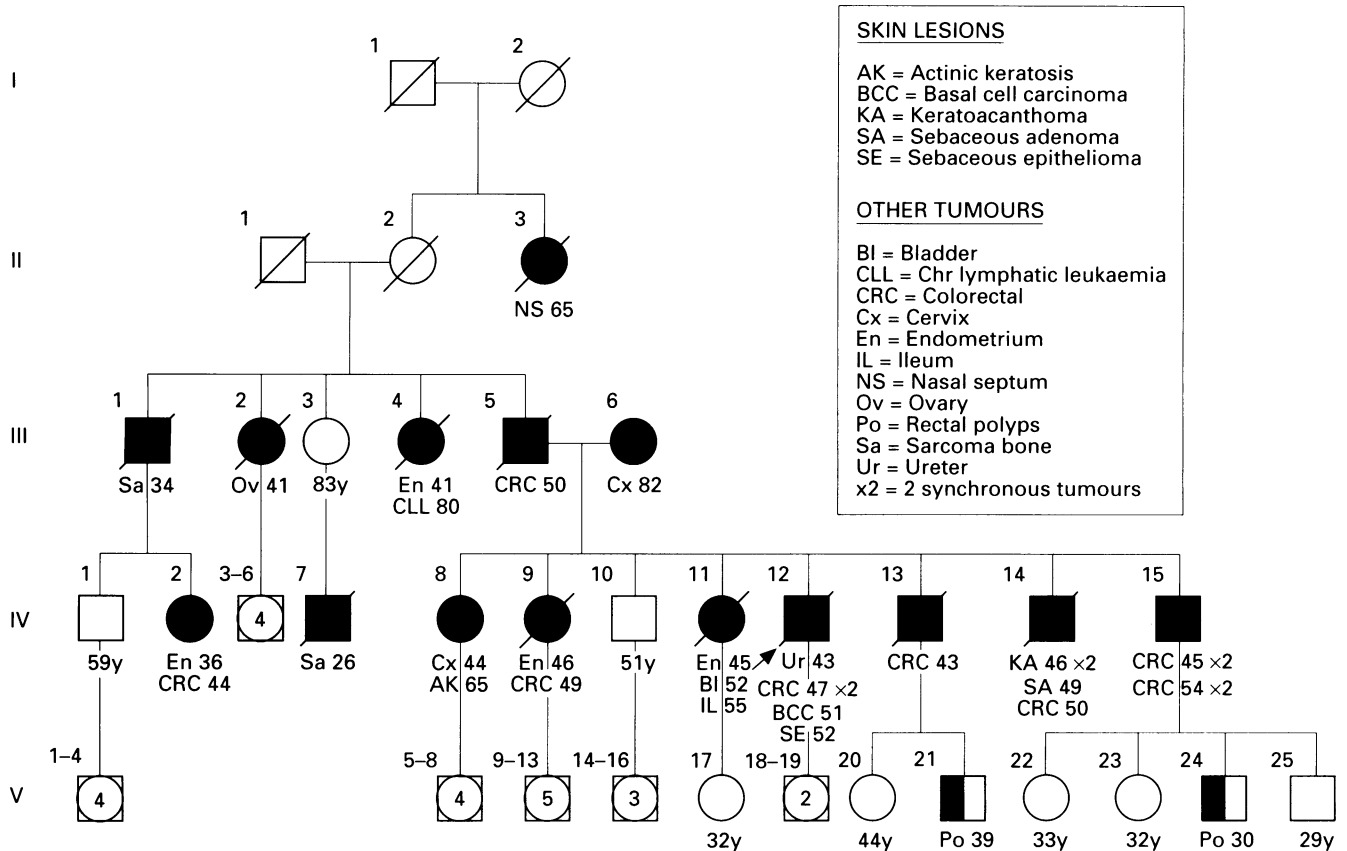 SKIN LESIONS
AK = Actinic keratosis
BCC = Basal cell carcinoma
KA = Keratoacanthoma
SA = Sebaceous adenoma
SE = Sebaceous epithelioma
OTHER TUMOURS
BI = Bladder
CLL = Chr lymphatic leukaemia
CRC = Colorectal
Cx = Cervix
En = Endometrium
IL = Ileum
NS = Nasal septum
Ov = Ovary
Po = Rectal polyps
Sa = Sarcoma bone
Ur = Ureter
x2 = 2 synchronous tumours
I
1 2
II
1 2 3
NS 65
III
1 2 3 4 5 6
Sa 34 Ov 41 83y En 41 CRC 50 Cx 82
CLL 80
IV
1 2 3–6 7 8 9 10 11 12 13 14 15
4
59y En 36 Sa 26 Cx 44 En 46 51y En 45 Ur 43 CRC 43 KA 46 ×2 CRC 45 ×2
CRC 44 AK 65 CRC 49 BI 52 CRC 47 ×2 SA 49 CRC 54 ×2
IL 55 BCC 51 CRC 50
SE 52
V
1–4 5–8 9–13 14–16 17 18–19 20 21 22 23 24 25
4 4 5 3 2
32y 44y Po 39 33y 32y Po 30 29y